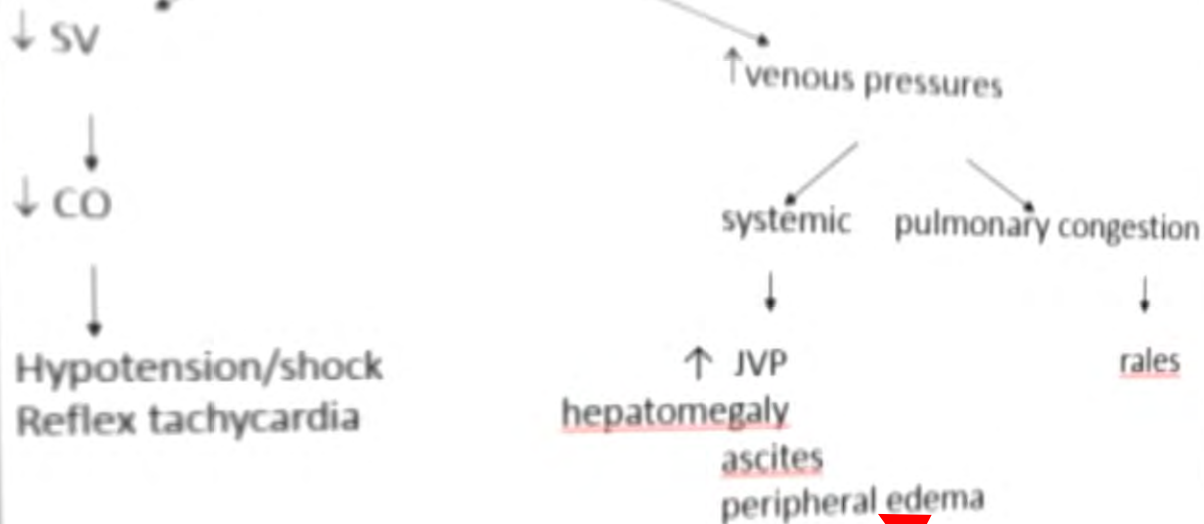 ↓ SV
↑venous pressures
↓ CO
systemic pulmonary congestion
Hypotension/shock
Reflex tachycardia
↑ JVP
rales
hepatomegaly
ascites
peripheral edema